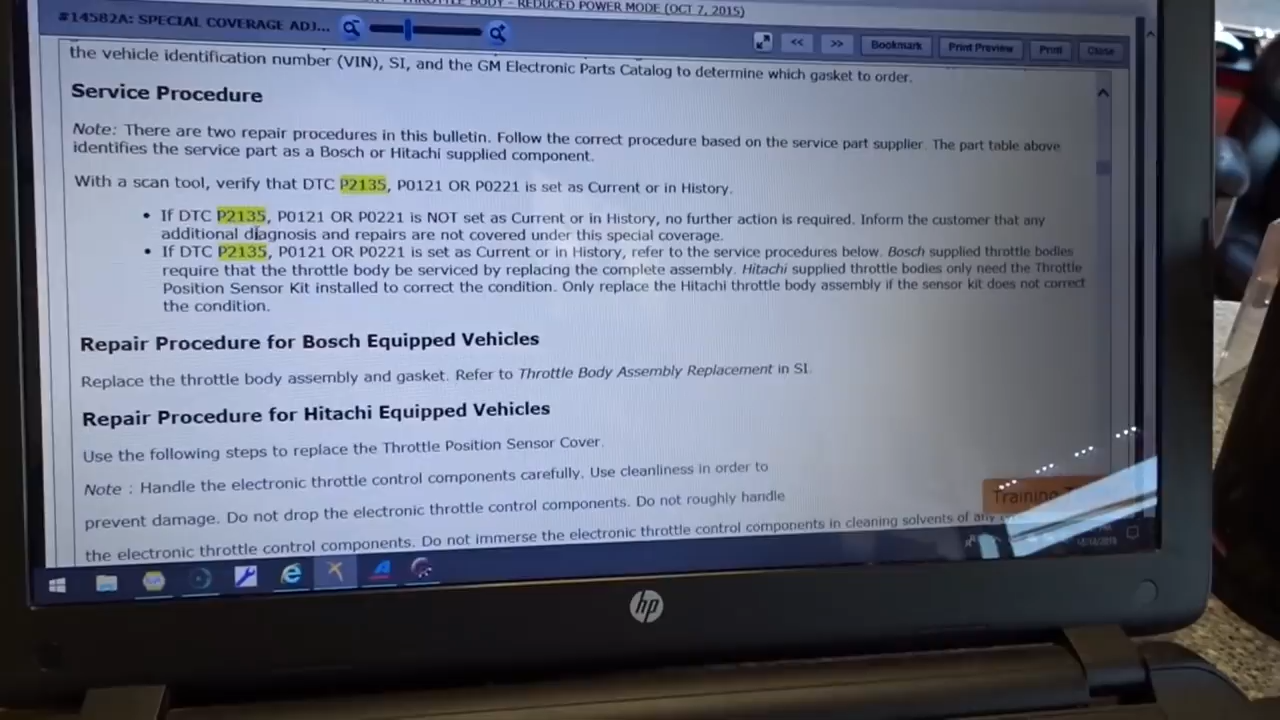 THROTTLE BODY - REDUCED POWER MODE (OCT 7, 2015)
#14582A: SPECIAL COVERAGE ADJ...
<< >> Bookmark Print Preview Print Close
the vehicle identification number (VIN), SI, and the GM Electronic Parts Catalog to determine which gasket to order.
Service Procedure
Note: There are two repair procedures in this bulletin. Follow the correct procedure based on the service part supplier. The part table above
identifies the service part as a Bosch or Hitachi supplied component.
With a scan tool, verify that DTC P2135, P0121 OR P0221 is set as Current or in History.
• If DTC P2135, P0121 OR P0221 is NOT set as Current or in History, no further action is required. Inform the customer that any
additional diagnosis and repairs are not covered under this special coverage.
• If DTC P2135, P0121 OR P0221 is set as Current or in History, refer to the service procedures below. Bosch supplied throttle bodies
require that the throttle body be serviced by replacing the complete assembly. Hitachi supplied throttle bodies only need the Throttle
Position Sensor Kit installed to correct the condition. Only replace the Hitachi throttle body assembly if the sensor kit does not correct
the condition.
Repair Procedure for Bosch Equipped Vehicles
Replace the throttle body assembly and gasket. Refer to Throttle Body Assembly Replacement in SI.
Repair Procedure for Hitachi Equipped Vehicles
Use the following steps to replace the Throttle Position Sensor Cover.
Note : Handle the electronic throttle control components carefully. Use cleanliness in order to
prevent damage. Do not drop the electronic throttle control components. Do not roughly handle
the electronic throttle control components. Do not immerse the electronic throttle control components in cleaning solvents of any
Training
hp